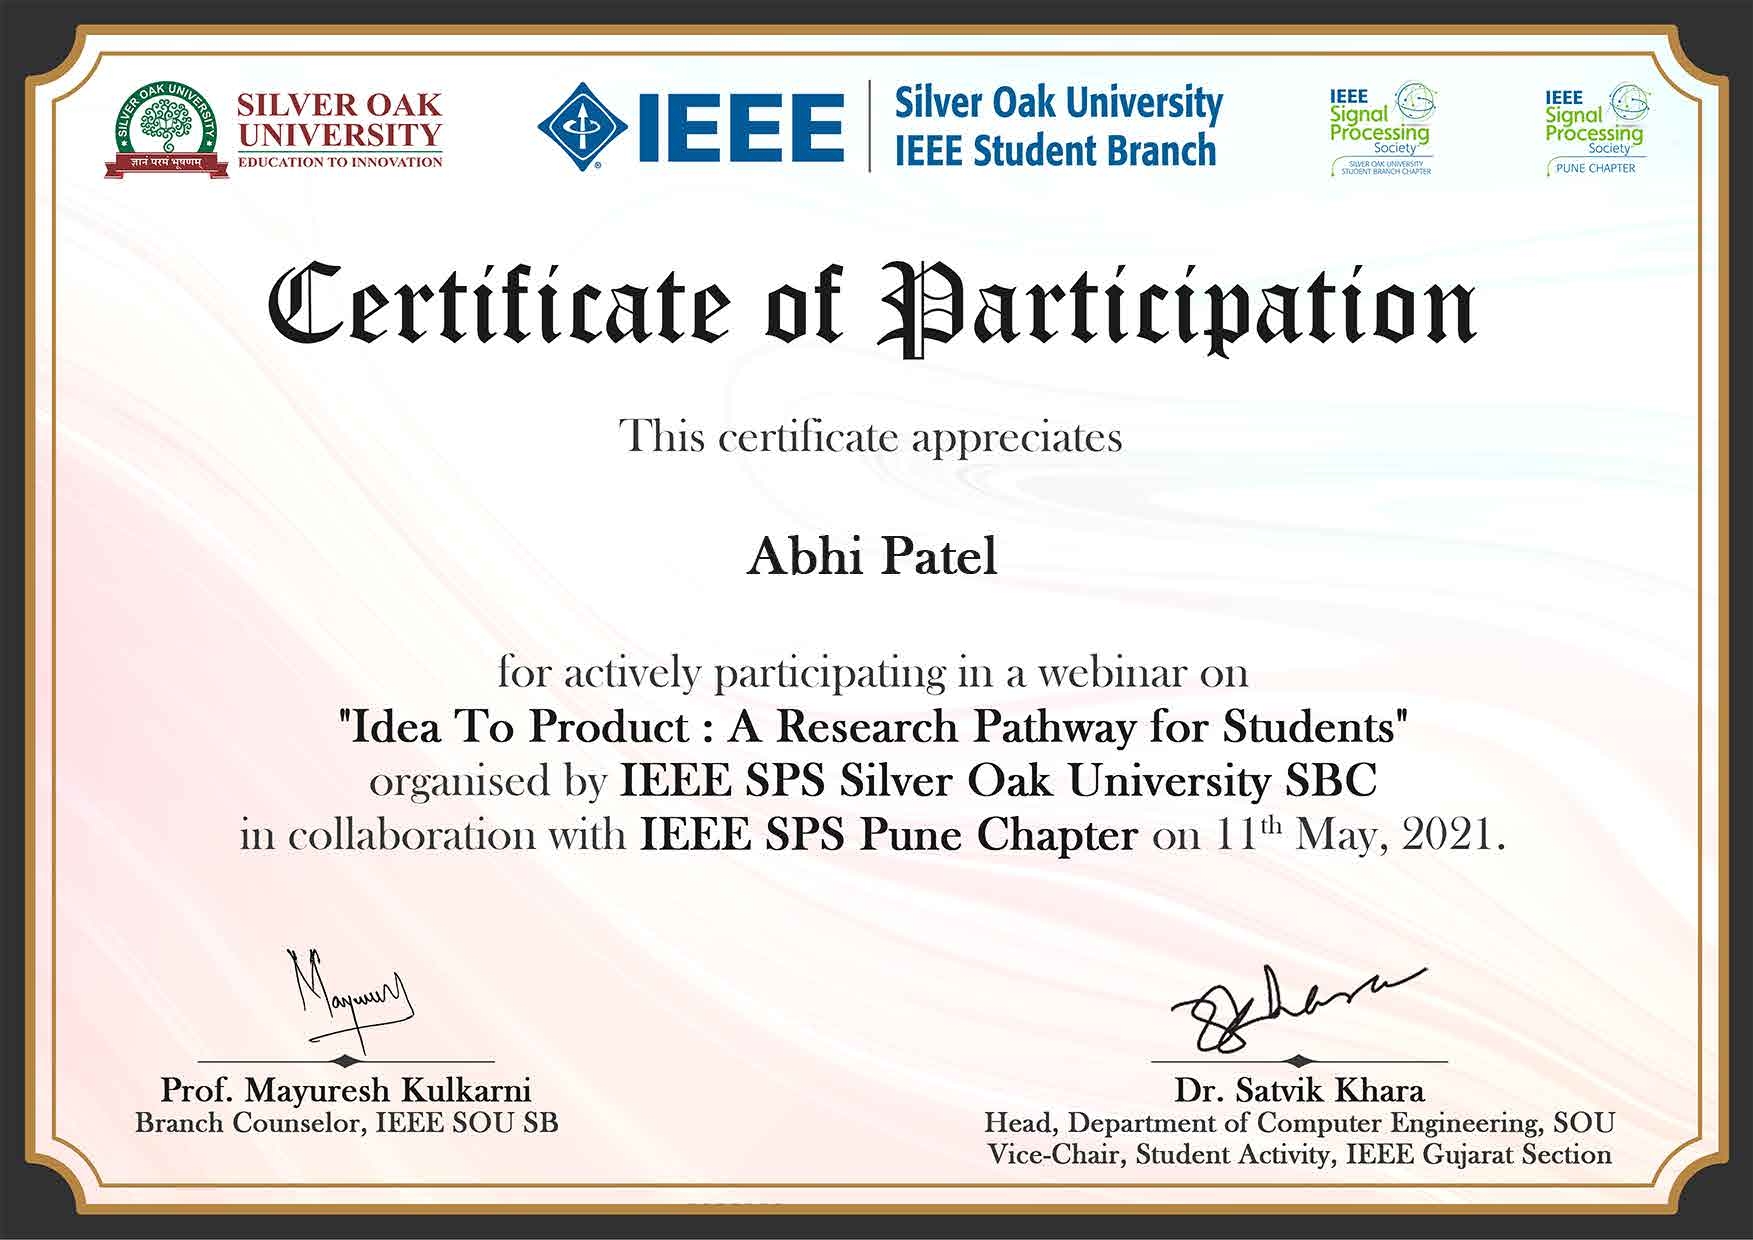 SILVER OAK UNIVERSITY
ज्ञानं परमं भूषणम्
SILVER OAK
UNIVERSITY
EDUCATION TO INNOVATION
IEEE
Silver Oak University
IEEE Student Branch
IEEE
Signal
Processing
Society
SILVER OAK UNIVERSITY
STUDENT BRANCH CHAPTER
IEEE
Signal
Processing
Society
PUNE CHAPTER
Certificate of Participation
This certificate appreciates
Abhi Patel
for actively participating in a webinar on
"Idea To Product : A Research Pathway for Students"
organised by IEEE SPS Silver Oak University SBC
in collaboration with IEEE SPS Pune Chapter on 11th May, 2021.
Prof. Mayuresh Kulkarni
Branch Counselor, IEEE SOU SB
Dr. Satvik Khara
Head, Department of Computer Engineering, SOU
Vice-Chair, Student Activity, IEEE Gujarat Section